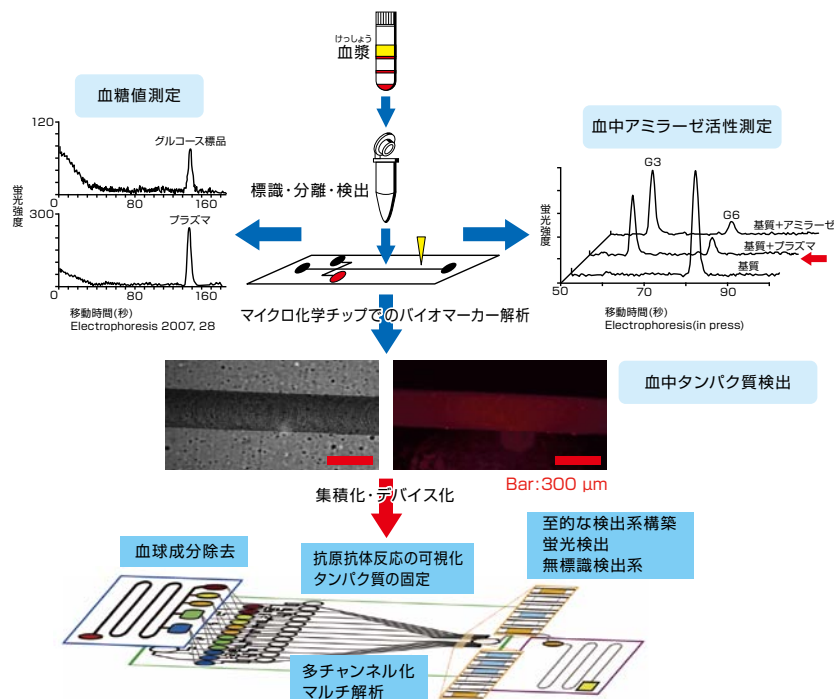 けっしょう
血漿
血糖値測定
血中アミラーゼ活性測定
120
グルコース標品
蛍光強度
0
80
160
300
プラズマ
0
80
160
移動時間(秒)
Electrophoresis 2007, 28
標識・分離・検出
G3
G6
蛍光強度
基質+アミラーゼ
基質+プラズマ
基質
50
70
90
移動時間(秒)
Electrophoresis(in press)
マイクロ化学チップでのバイオマーカー解析
血中タンパク質検出
Bar:300 μm
集積化・デバイス化
血球成分除去
抗原抗体反応の可視化
タンパク質の固定
至的な検出系構築
蛍光検出
無標識検出系
多チャンネル化
マルチ解析